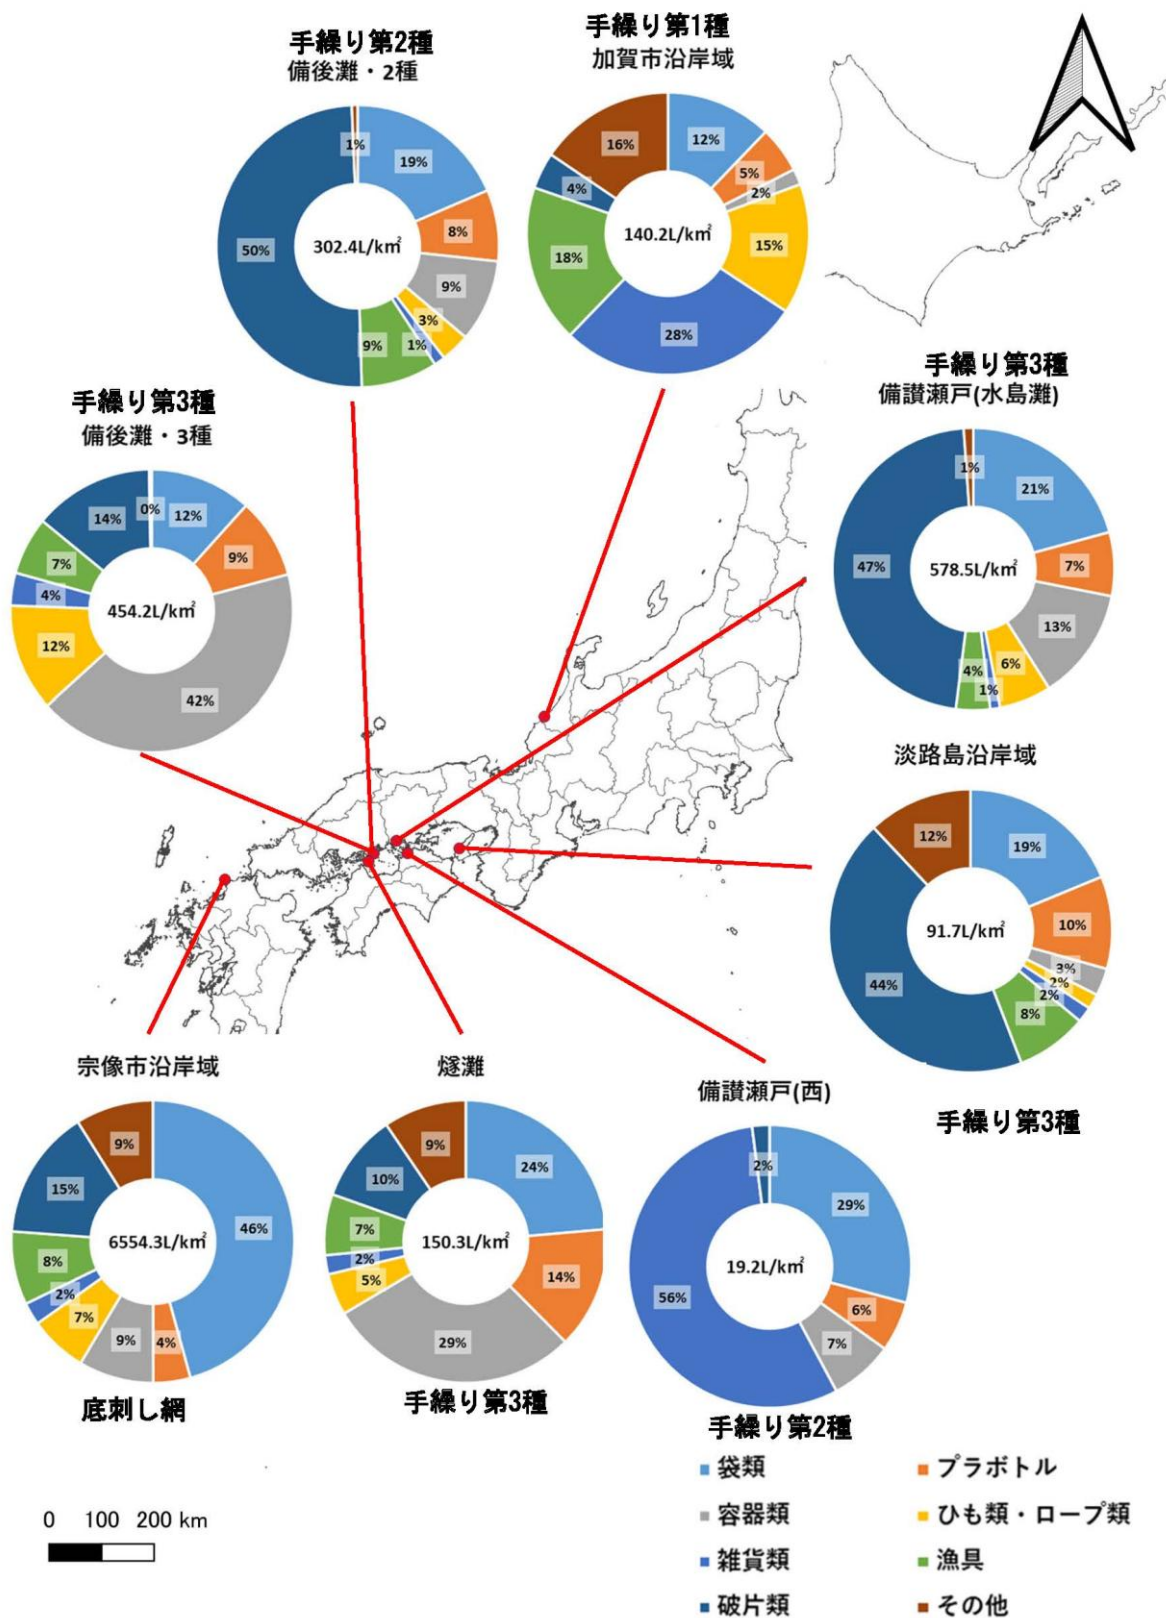 手繰り第2種
備後灘・2種
1%
19%
8%
9%
3%
1%
9%
50%
302.4L/km²
手繰り第1種
加賀市沿岸域
16%
12%
5%
2%
15%
28%
18%
4%
140.2L/km²
手繰り第3種
備後灘・3種
0%
12%
9%
42%
12%
4%
7%
14%
454.2L/km²
手繰り第3種
備讃瀬戸(水島灘)
1%
21%
7%
13%
6%
1%
4%
47%
578.5L/km²
淡路島沿岸域
12%
19%
10%
3%
2%
2%
8%
44%
91.7L/km²
手繰り第3種
宗像市沿岸域
9%
46%
4%
9%
7%
2%
8%
15%
6554.3L/km²
底刺し網
燧灘
9%
24%
14%
29%
5%
2%
7%
10%
150.3L/km²
手繰り第3種
備讃瀬戸(西)
2%
29%
6%
7%
56%
19.2L/km²
手繰り第2種
0 100 200 km
袋類
プラボトル
容器類
ひも類・ロープ類
雑貨類
漁具
破片類
その他